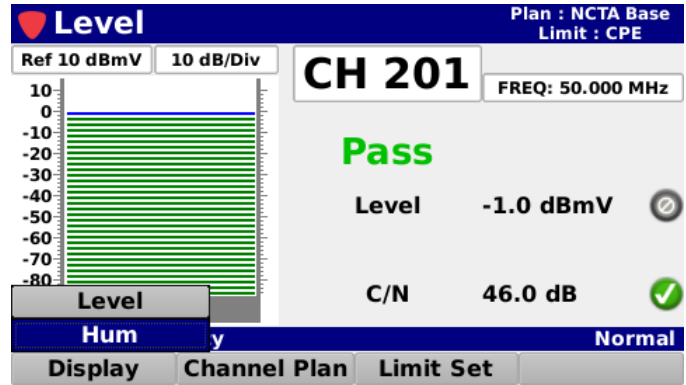 Level
Plan : NCTA Base
Limit : CPE
Ref 10 dBmV
10 dB/Div
CH 201
FREQ: 50.000 MHz
10
0
-10
-20
-30
-40
-50
-60
-70
-80
Pass
Level -1.0 dBmV
C/N 46.0 dB
Level
Hum
y
Normal
Display
Channel Plan
Limit Set